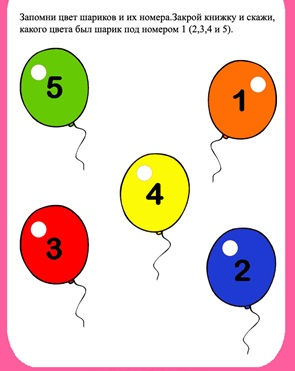 Запомни цвет шариков и их номера.Закрой книжку и скажи,
какого цвета был шарик под номером 1 (2,3,4 и 5).
5
1
4
3
2